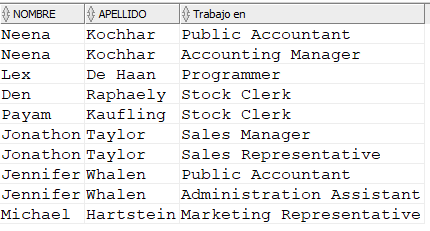 NOMBRE APELLIDO Trabajo en
Neena Kochhar Public Accountant
Neena Kochhar Accounting Manager
Lex De Haan Programmer
Den Raphaely Stock Clerk
Payam Kaufling Stock Clerk
Jonathon Taylor Sales Manager
Jonathon Taylor Sales Representative
Jennifer Whalen Public Accountant
Jennifer Whalen Administration Assistant
Michael Hartstein Marketing Representative